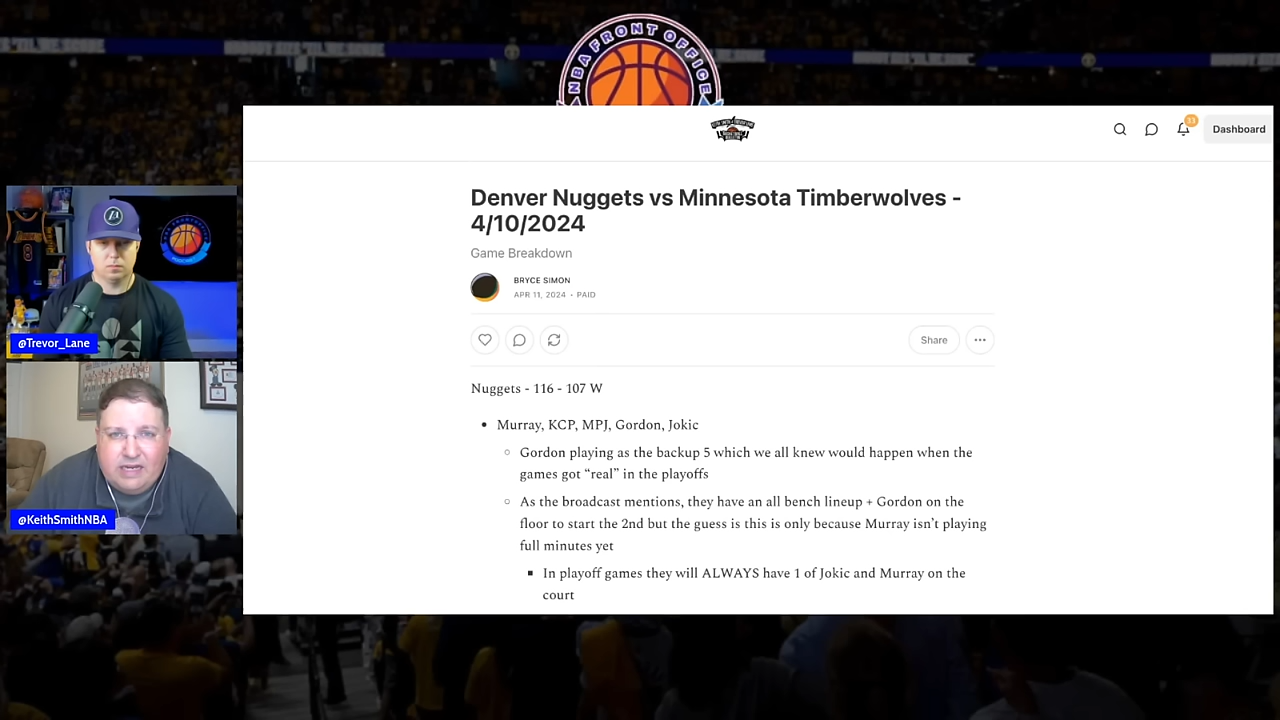 NBA FRONT OFFICE
13
Dashboard
Denver Nuggets vs Minnesota Timberwolves -
4/10/2024
Game Breakdown
BRYCE SIMON
APR 11, 2024 • PAID
Share
Nuggets - 116 - 107 W
• Murray, KCP, MPJ, Gordon, Jokic
Gordon playing as the backup 5 which we all knew would happen when the
games got “real” in the playoffs
As the broadcast mentions, they have an all bench lineup + Gordon on the
floor to start the 2nd but the guess is this is only because Murray isn’t playing
full minutes yet
In playoff games they will ALWAYS have 1 of Jokic and Murray on the
court
@Trevor_Lane
@KeithSmithNBA